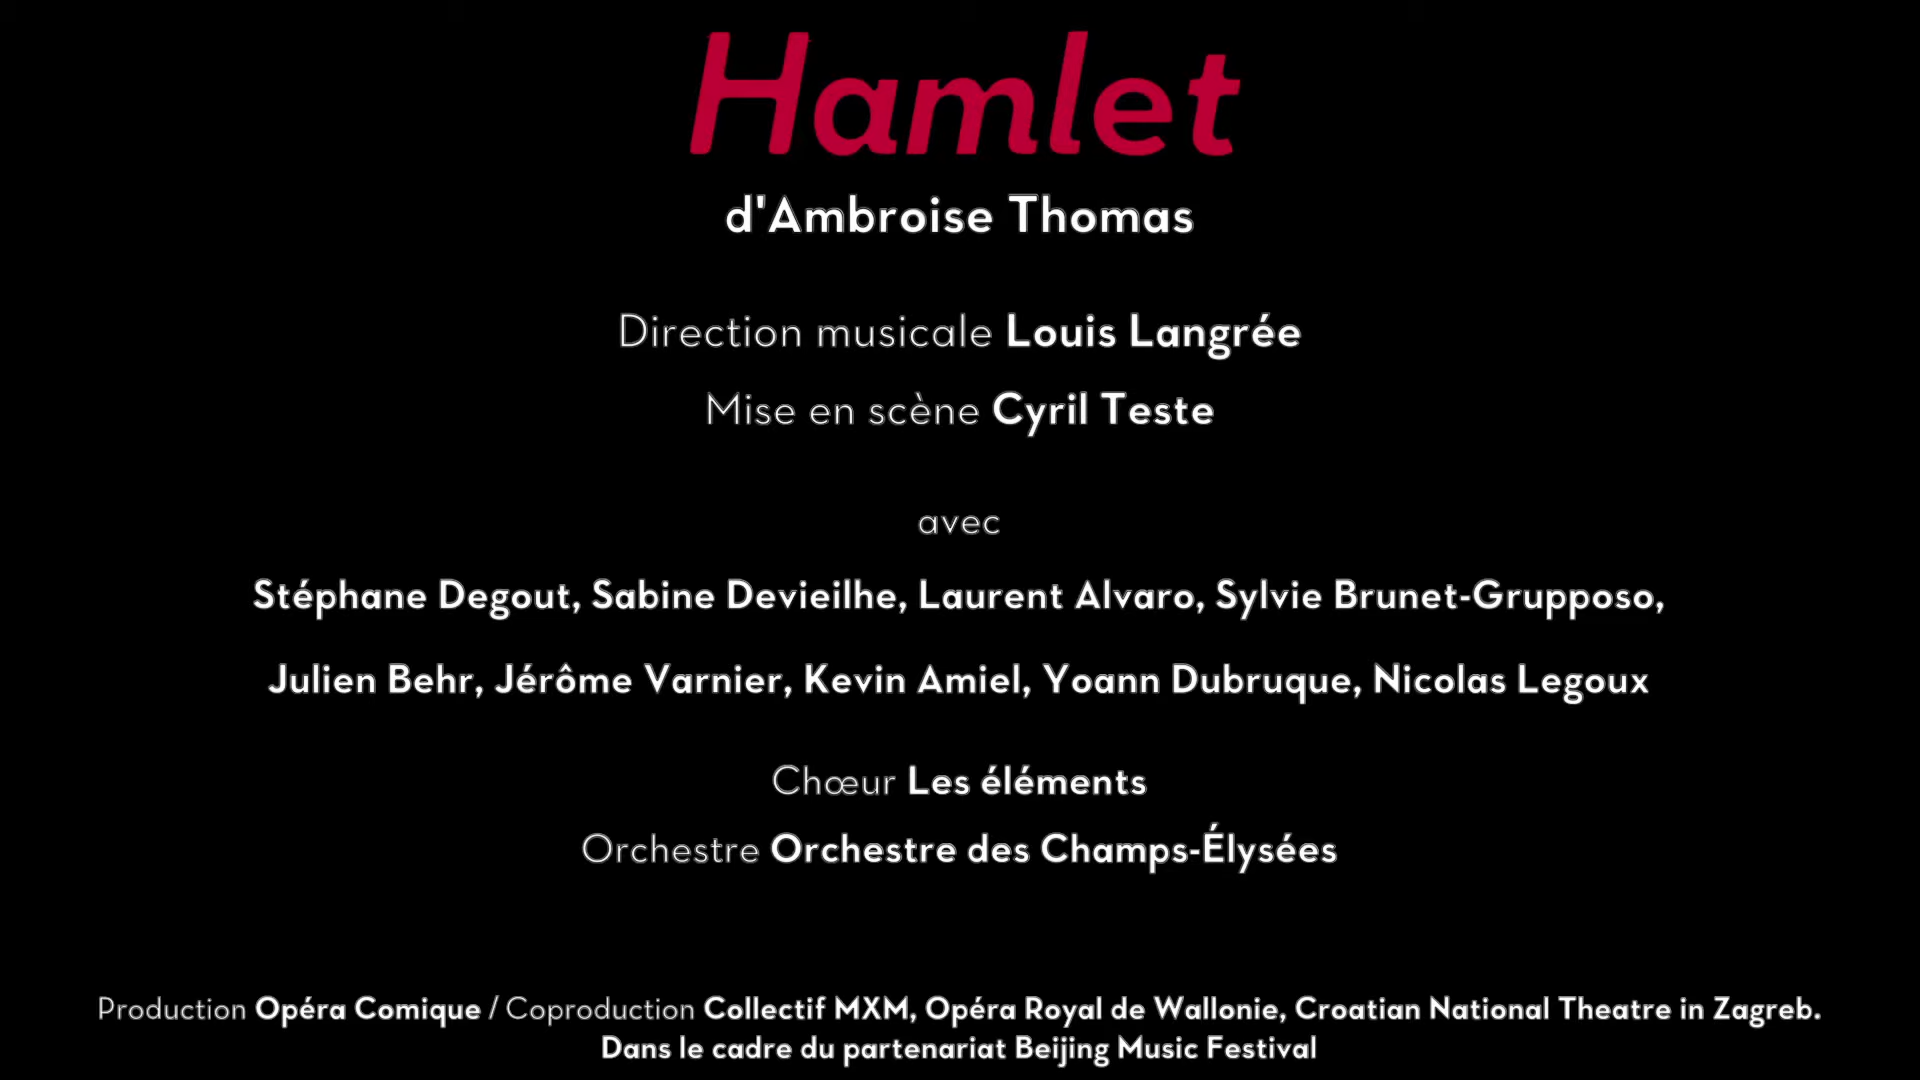 Hamlet
d'Ambroise Thomas
Direction musicale Louis Langrée
Mise en scène Cyril Teste
avec
Stéphane Degout, Sabine Devieilhe, Laurent Alvaro, Sylvie Brunet-Grupposo,
Julien Behr, Jérôme Varnier, Kevin Amiel, Yoann Dubruque, Nicolas Legoux
Chœur Les éléments
Orchestre Orchestre des Champs-Élysées
Production Opéra Comique / Coproduction Collectif MXM, Opéra Royal de Wallonie, Croatian National Theatre in Zagreb.
Dans le cadre du partenariat Beijing Music Festival